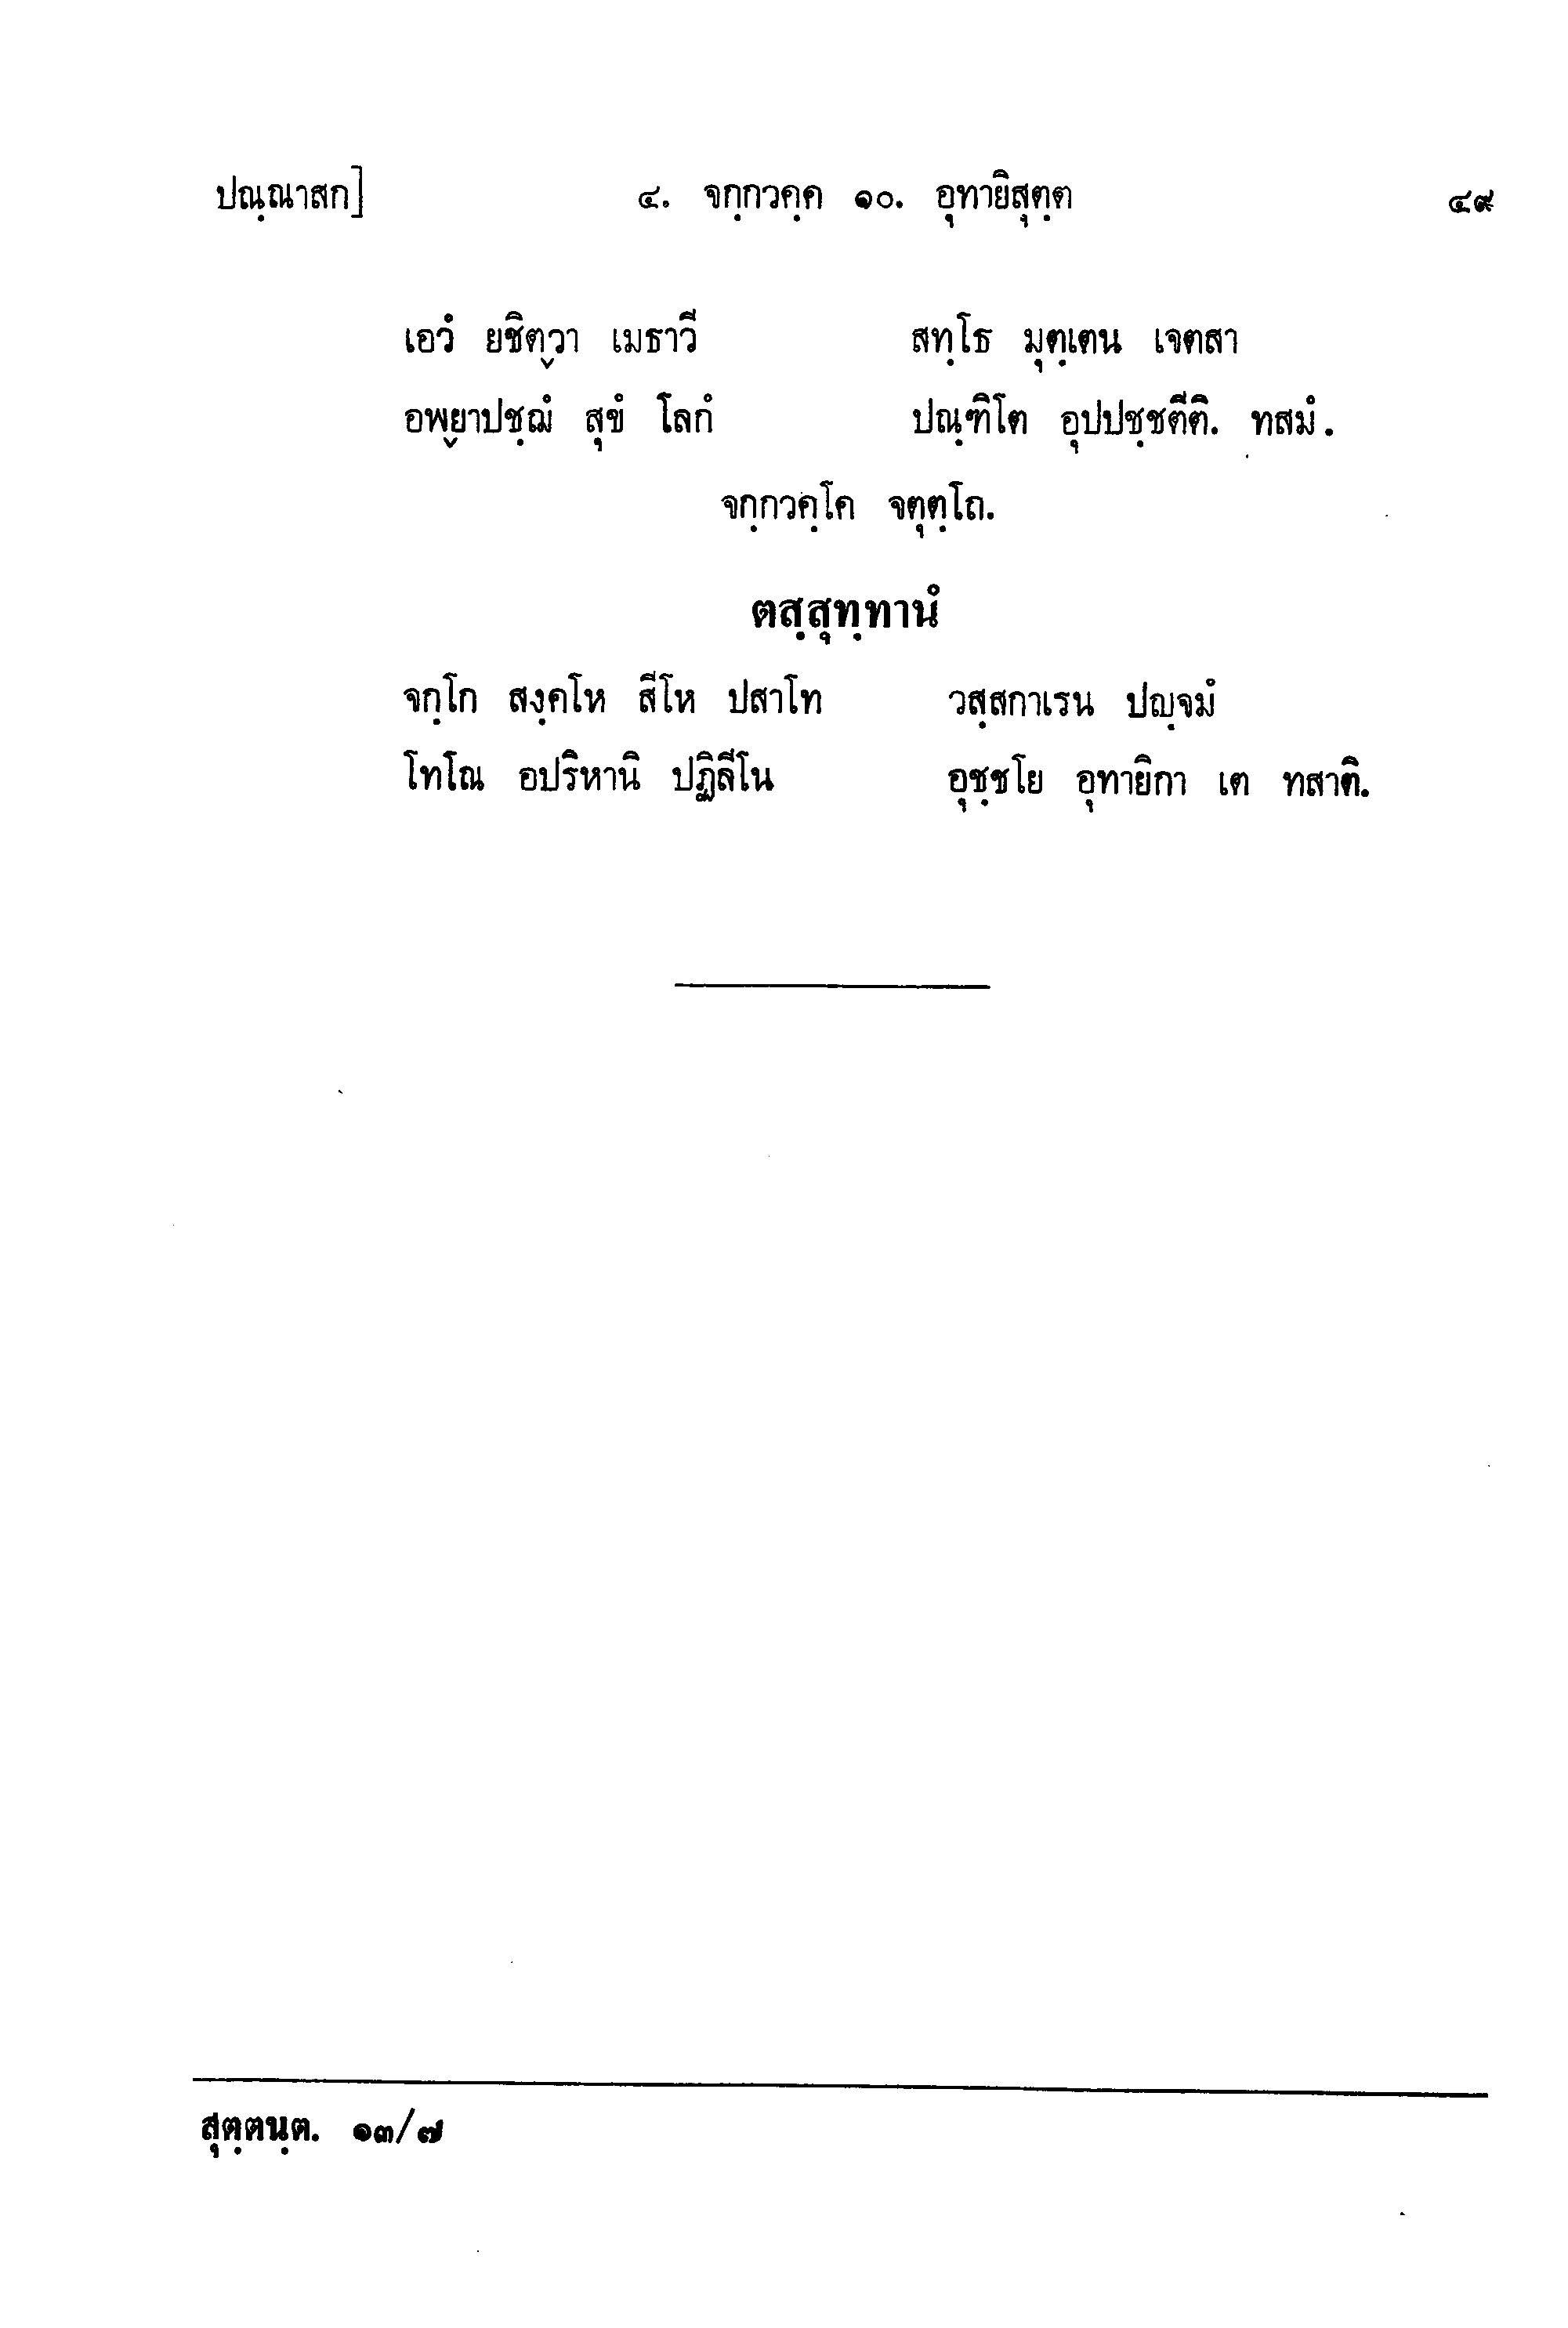 ปณฺณาสก] ๔. จกฺกวคฺค ๑๐. อุทายิสุตฺต ๔๙
เอวํ ยชิตฺวา เมธาวี สทฺโธ มุตฺเตน เจตสา
อพฺยาปชฺฌํ สุขํ โลกํ ปณฺฑิโต อุปปชฺชตีติ. ทสมํ.
จกฺกวคฺโค จตุตฺโถ.
ตสฺสุทฺทานํ
จกฺโก สงฺคโห สีโห ปสาโท วสฺสกาเรน ปญฺจมํ
โทโณ อปริหานิ ปฏิลีโน อุชฺชโย อุทายิกา เต ทสาติ.
สุตฺตนฺต. ๑๓/๗